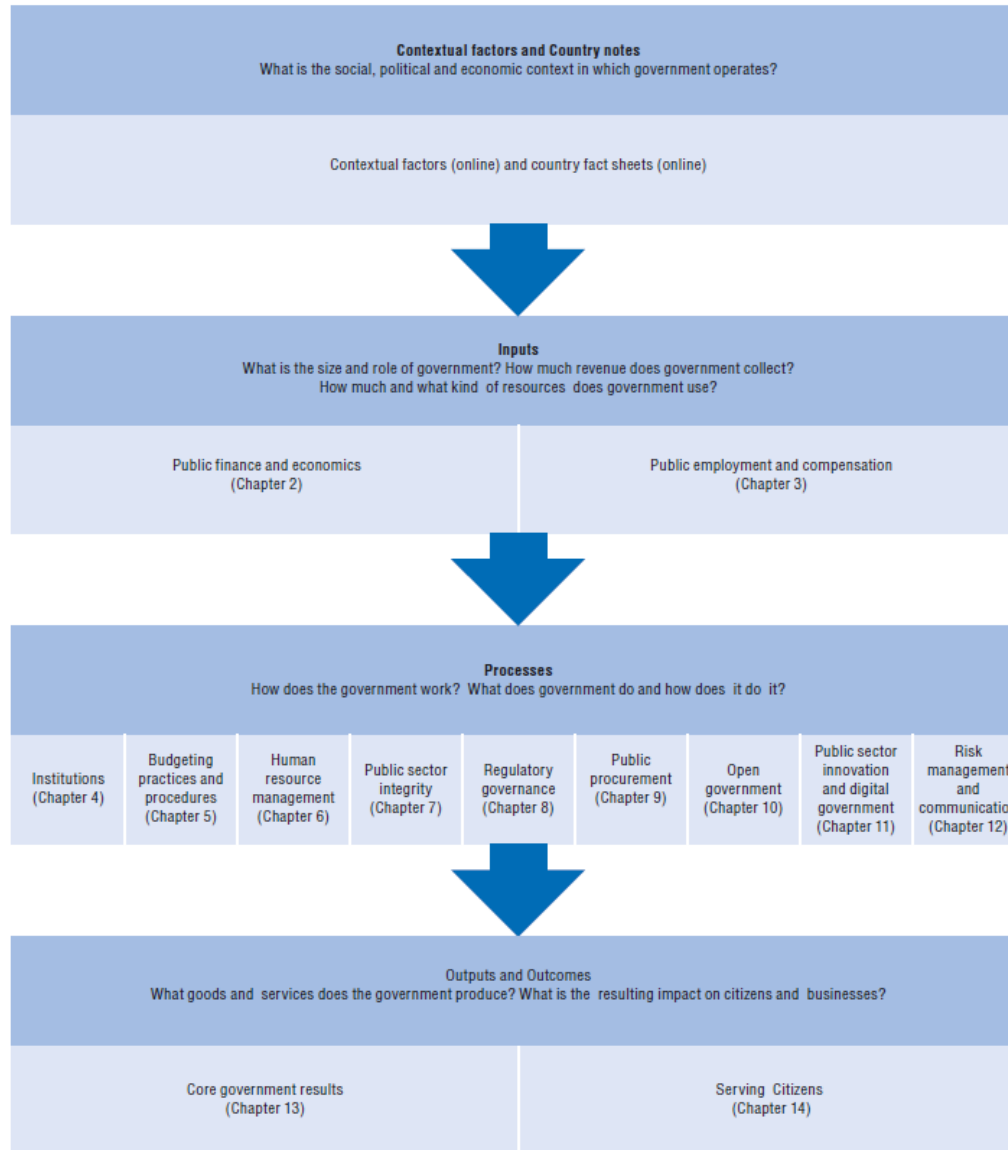 Contextual factors and Country notes
What is the social, political and economic context in which government operates?
Contextual factors (online) and country fact sheets (online)
Inputs
What is the size and role of government? How much revenue does government collect?
How much and what kind of resources does government use?
Public finance and economics
(Chapter 2)
Public employment and compensation
(Chapter 3)
Processes
How does the government work? What does government do and how does it do it?
Institutions
(Chapter 4)
Budgeting
practices and
procedures
(Chapter 5)
Human
resource
management
(Chapter 6)
Public sector
integrity
(Chapter 7)
Regulatory
governance
(Chapter 8)
Public
procurement
(Chapter 9)
Open
government
(Chapter 10)
Public sector
innovation
and digital
government
(Chapter 11)
Risk
management
and
communication
(Chapter 12)
Outputs and Outcomes
What goods and services does the government produce? What is the resulting impact on citizens and businesses?
Core government results
(Chapter 13)
Serving Citizens
(Chapter 14)